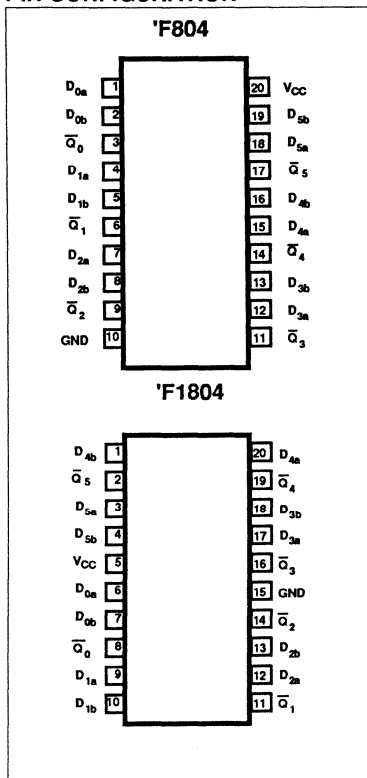 'F804
D0a 1 20 VCC
D0b 2 19 D5b
Q̅0 3 18 D5a
D1a 4 17 Q̅5
D1b 5 16 D4b
Q̅1 6 15 D4a
D2a 7 14 Q̅4
D2b 8 13 D3b
Q̅2 9 12 D3a
GND 10 11 Q̅3
'F1804
D4b 1 20 D4a
Q̅5 2 19 Q̅4
D5a 3 18 D3b
D5b 4 17 D3a
VCC 5 16 Q̅3
D0a 6 15 GND
D0b 7 14 Q̅2
Q̅0 8 13 D2b
D1a 9 12 D2a
D1b 10 11 Q̅1